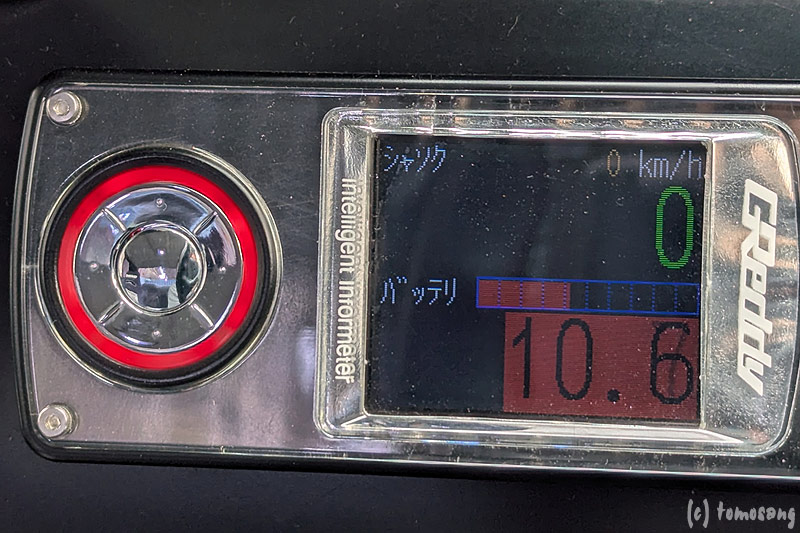 シャソク 0 km/h
0
バッテリ
10.6
Intelligent Informeter
GReddy
(c) tomosang